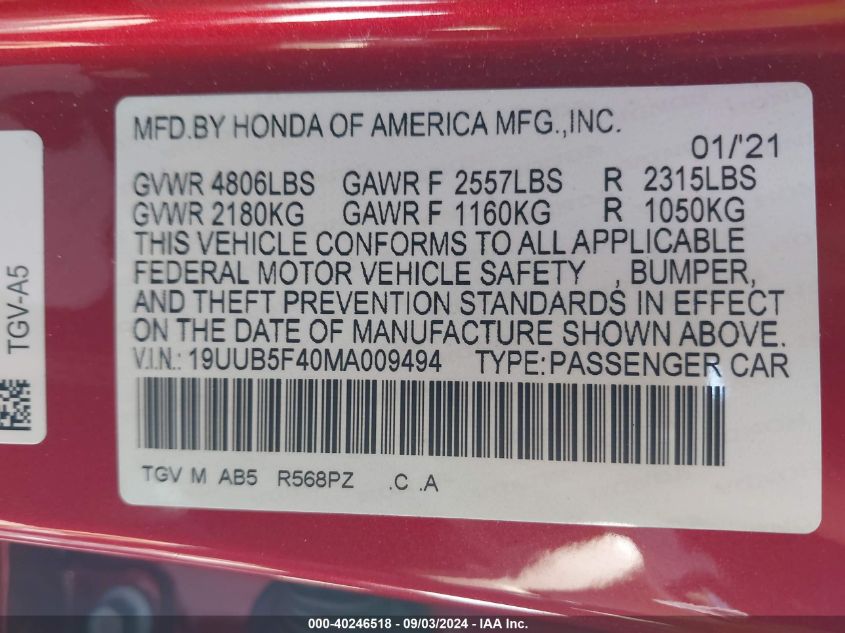 MFD.BY HONDA OF AMERICA MFG.,INC.
01/'21
GVWR 4806LBS GAWR F 2557LBS R 2315LBS
GVWR 2180KG GAWR F 1160KG R 1050KG
THIS VEHICLE CONFORMS TO ALL APPLICABLE
FEDERAL MOTOR VEHICLE SAFETY , BUMPER,
AND THEFT PREVENTION STANDARDS IN EFFECT
ON THE DATE OF MANUFACTURE SHOWN ABOVE.
V.I.N.: 19UUB5F40MA009494 TYPE:PASSENGER CAR
TGV M AB5 R568PZ .C .A
TGV-A5
000-40246518 - 09/03/2024 - IAAI Inc.